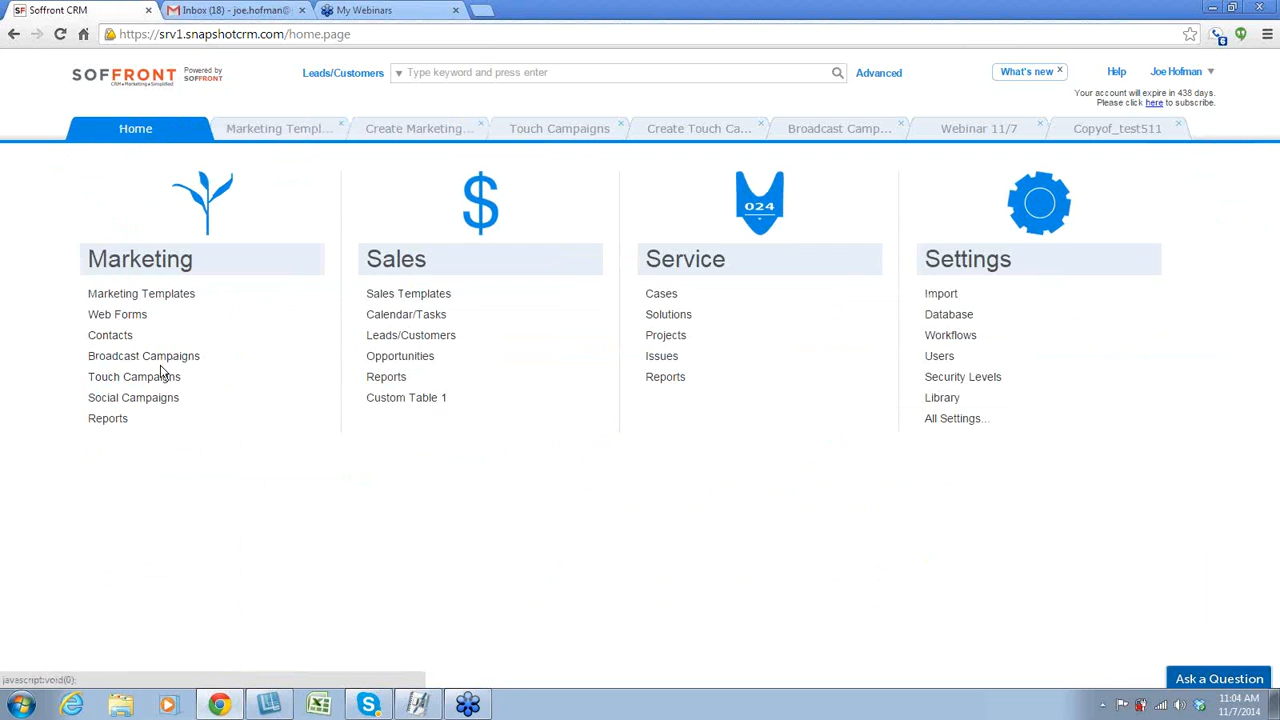 Soffront CRM
Inbox (18) - joe.hofman@
My Webinars
https://srv1.snapshotcrm.com/home.page
SOFFRONT
CRM • Marketing • Simplified
Powered by
SOFFRONT
Leads/Customers
Type keyword and press enter
Advanced
What's new x
Help
Joe Hofman
Your account will expire in 438 days.
Please click here to subscribe.
Home
Marketing Templ...
Create Marketing...
Touch Campaigns
Create Touch Ca...
Broadcast Camp...
Webinar 11/7
Copyof_test511
024
Marketing
Marketing Templates
Web Forms
Contacts
Broadcast Campaigns
Touch Campaigns
Social Campaigns
Reports
Sales
Sales Templates
Calendar/Tasks
Leads/Customers
Opportunities
Reports
Custom Table 1
Service
Cases
Solutions
Projects
Issues
Reports
Settings
Import
Database
Workflows
Users
Security Levels
Library
All Settings...
javascript:void(0);
Ask a Question
11:04 AM
11/7/2014